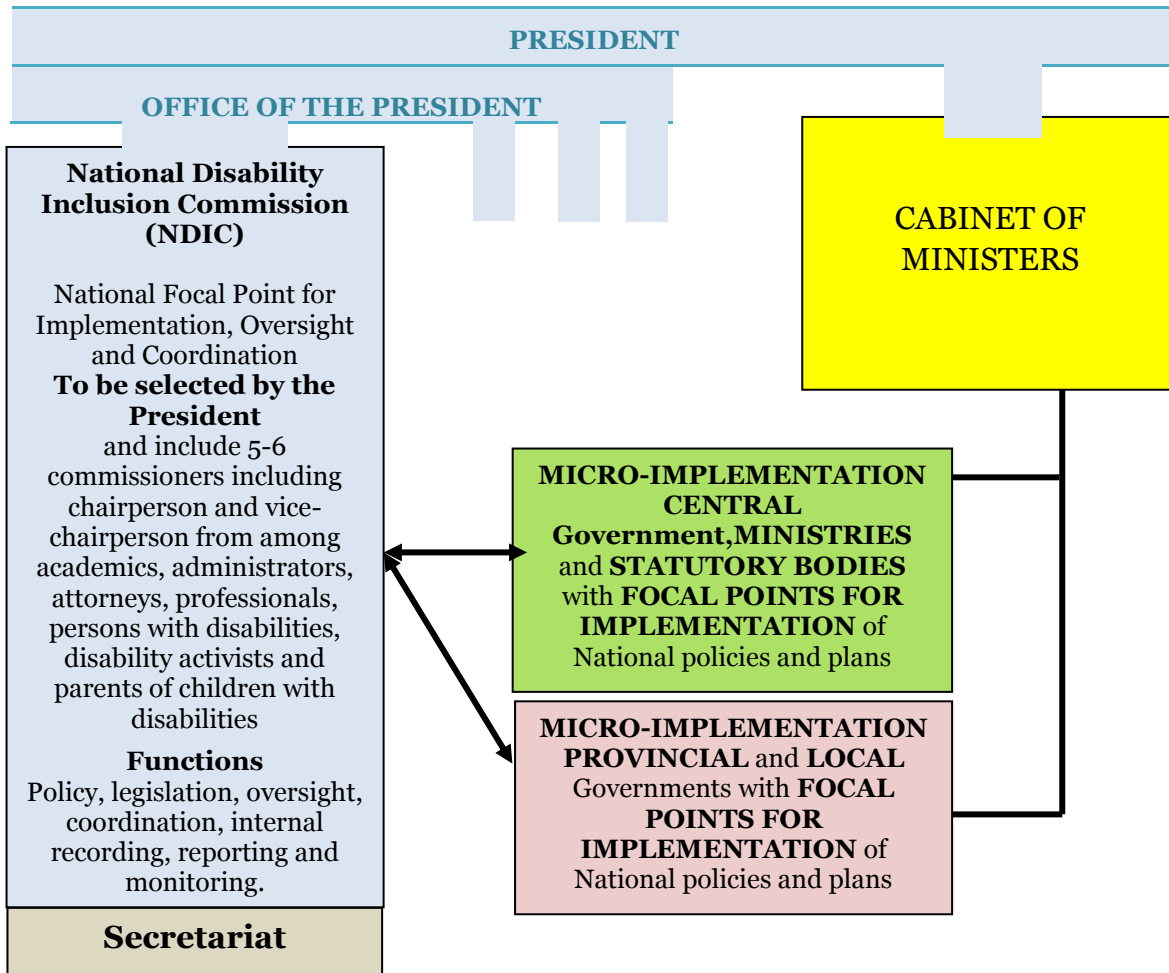 PRESIDENT
OFFICE OF THE PRESIDENT
National Disability
Inclusion Commission
(NDIC)
National Focal Point for
Implementation, Oversight
and Coordination
To be selected by the
President
and include 5-6
commissioners including
chairperson and vice-
chairperson from among
academics, administrators,
attorneys, professionals,
persons with disabilities,
disability activists and
parents of children with
disabilities
Functions
Policy, legislation, oversight,
coordination, internal
recording, reporting and
monitoring.
Secretariat
CABINET OF
MINISTERS
MICRO-IMPLEMENTATION
CENTRAL
Government,MINISTRIES
and STATUTORY BODIES
with FOCAL POINTS FOR
IMPLEMENTATION of
National policies and plans
MICRO-IMPLEMENTATION
PROVINCIAL and LOCAL
Governments with FOCAL
POINTS FOR
IMPLEMENTATION of
National policies and plans